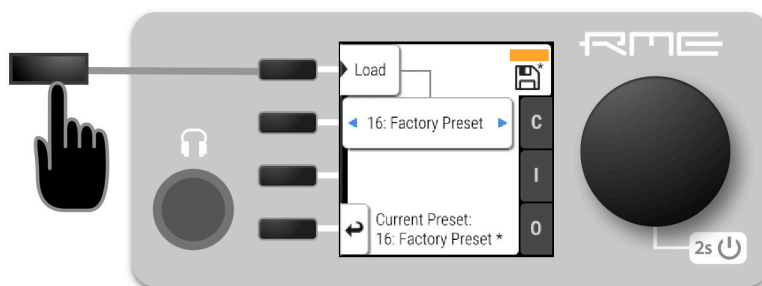 RME
Load
*
16: Factory Preset
C
I
Current Preset:
16: Factory Preset *
O
2s